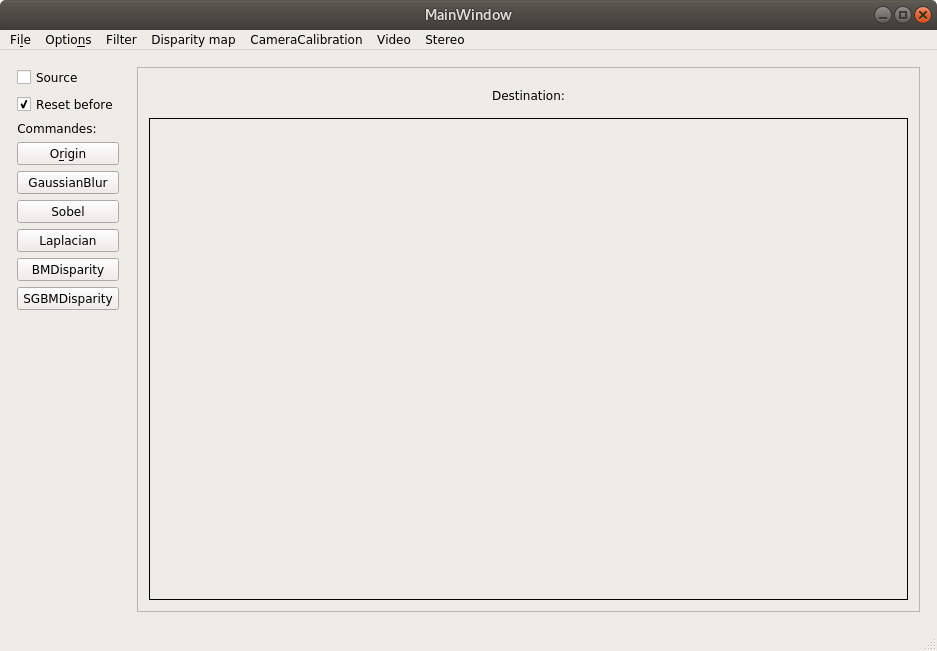 MainWindow
File Options Filter Disparity map CameraCalibration Video Stereo
Source
Reset before
Commandes:
Origin
GaussianBlur
Sobel
Laplacian
BMDisparity
SGBMDisparity
Destination: